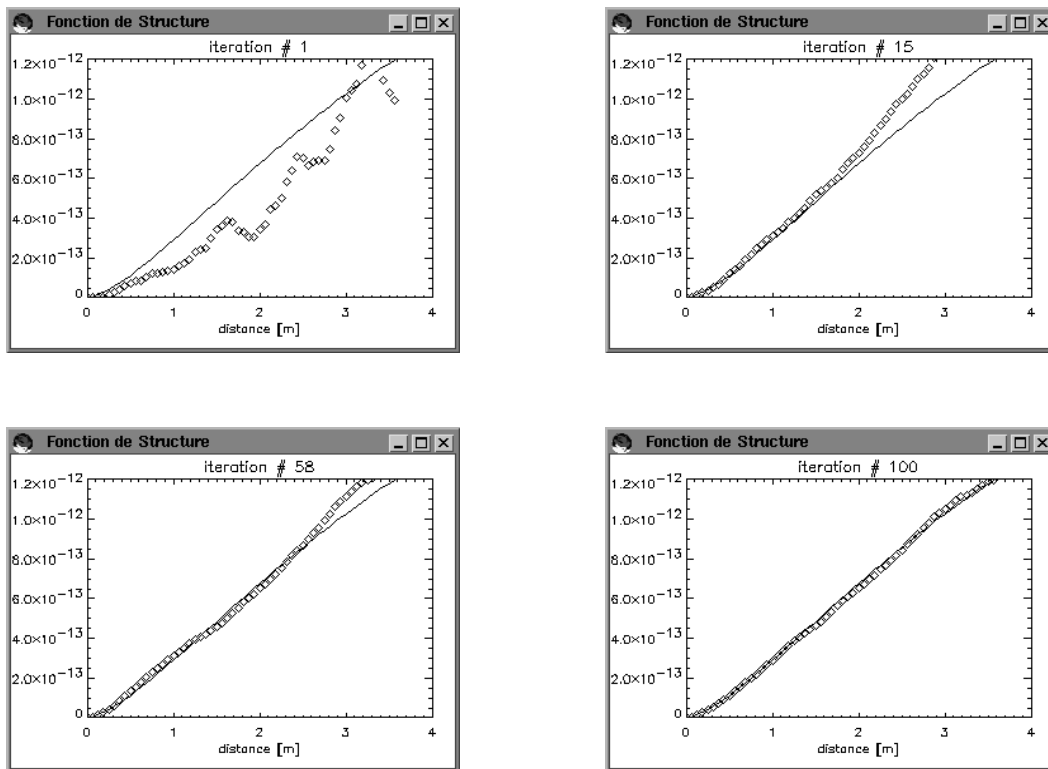 Fonction de Structure
iteration # 1
1.2×10-12
1.0×10-12
8.0×10-13
6.0×10-13
4.0×10-13
2.0×10-13
0
0 1 2 3 4
distance [m]
Fonction de Structure
iteration # 15
1.2×10-12
1.0×10-12
8.0×10-13
6.0×10-13
4.0×10-13
2.0×10-13
0
0 1 2 3 4
distance [m]
Fonction de Structure
iteration # 58
1.2×10-12
1.0×10-12
8.0×10-13
6.0×10-13
4.0×10-13
2.0×10-13
0
0 1 2 3 4
distance [m]
Fonction de Structure
iteration # 100
1.2×10-12
1.0×10-12
8.0×10-13
6.0×10-13
4.0×10-13
2.0×10-13
0
0 1 2 3 4
distance [m]